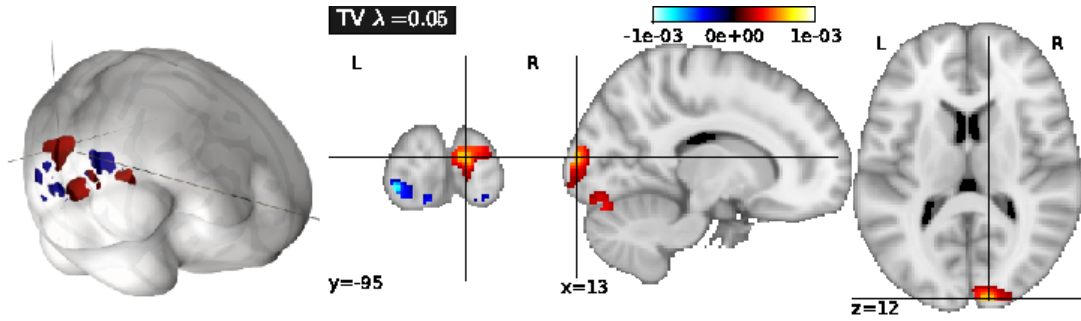 TV λ =0.05
-1e-03 0e+00 1e-03
L R
L R
y=-95
x=13
z=12